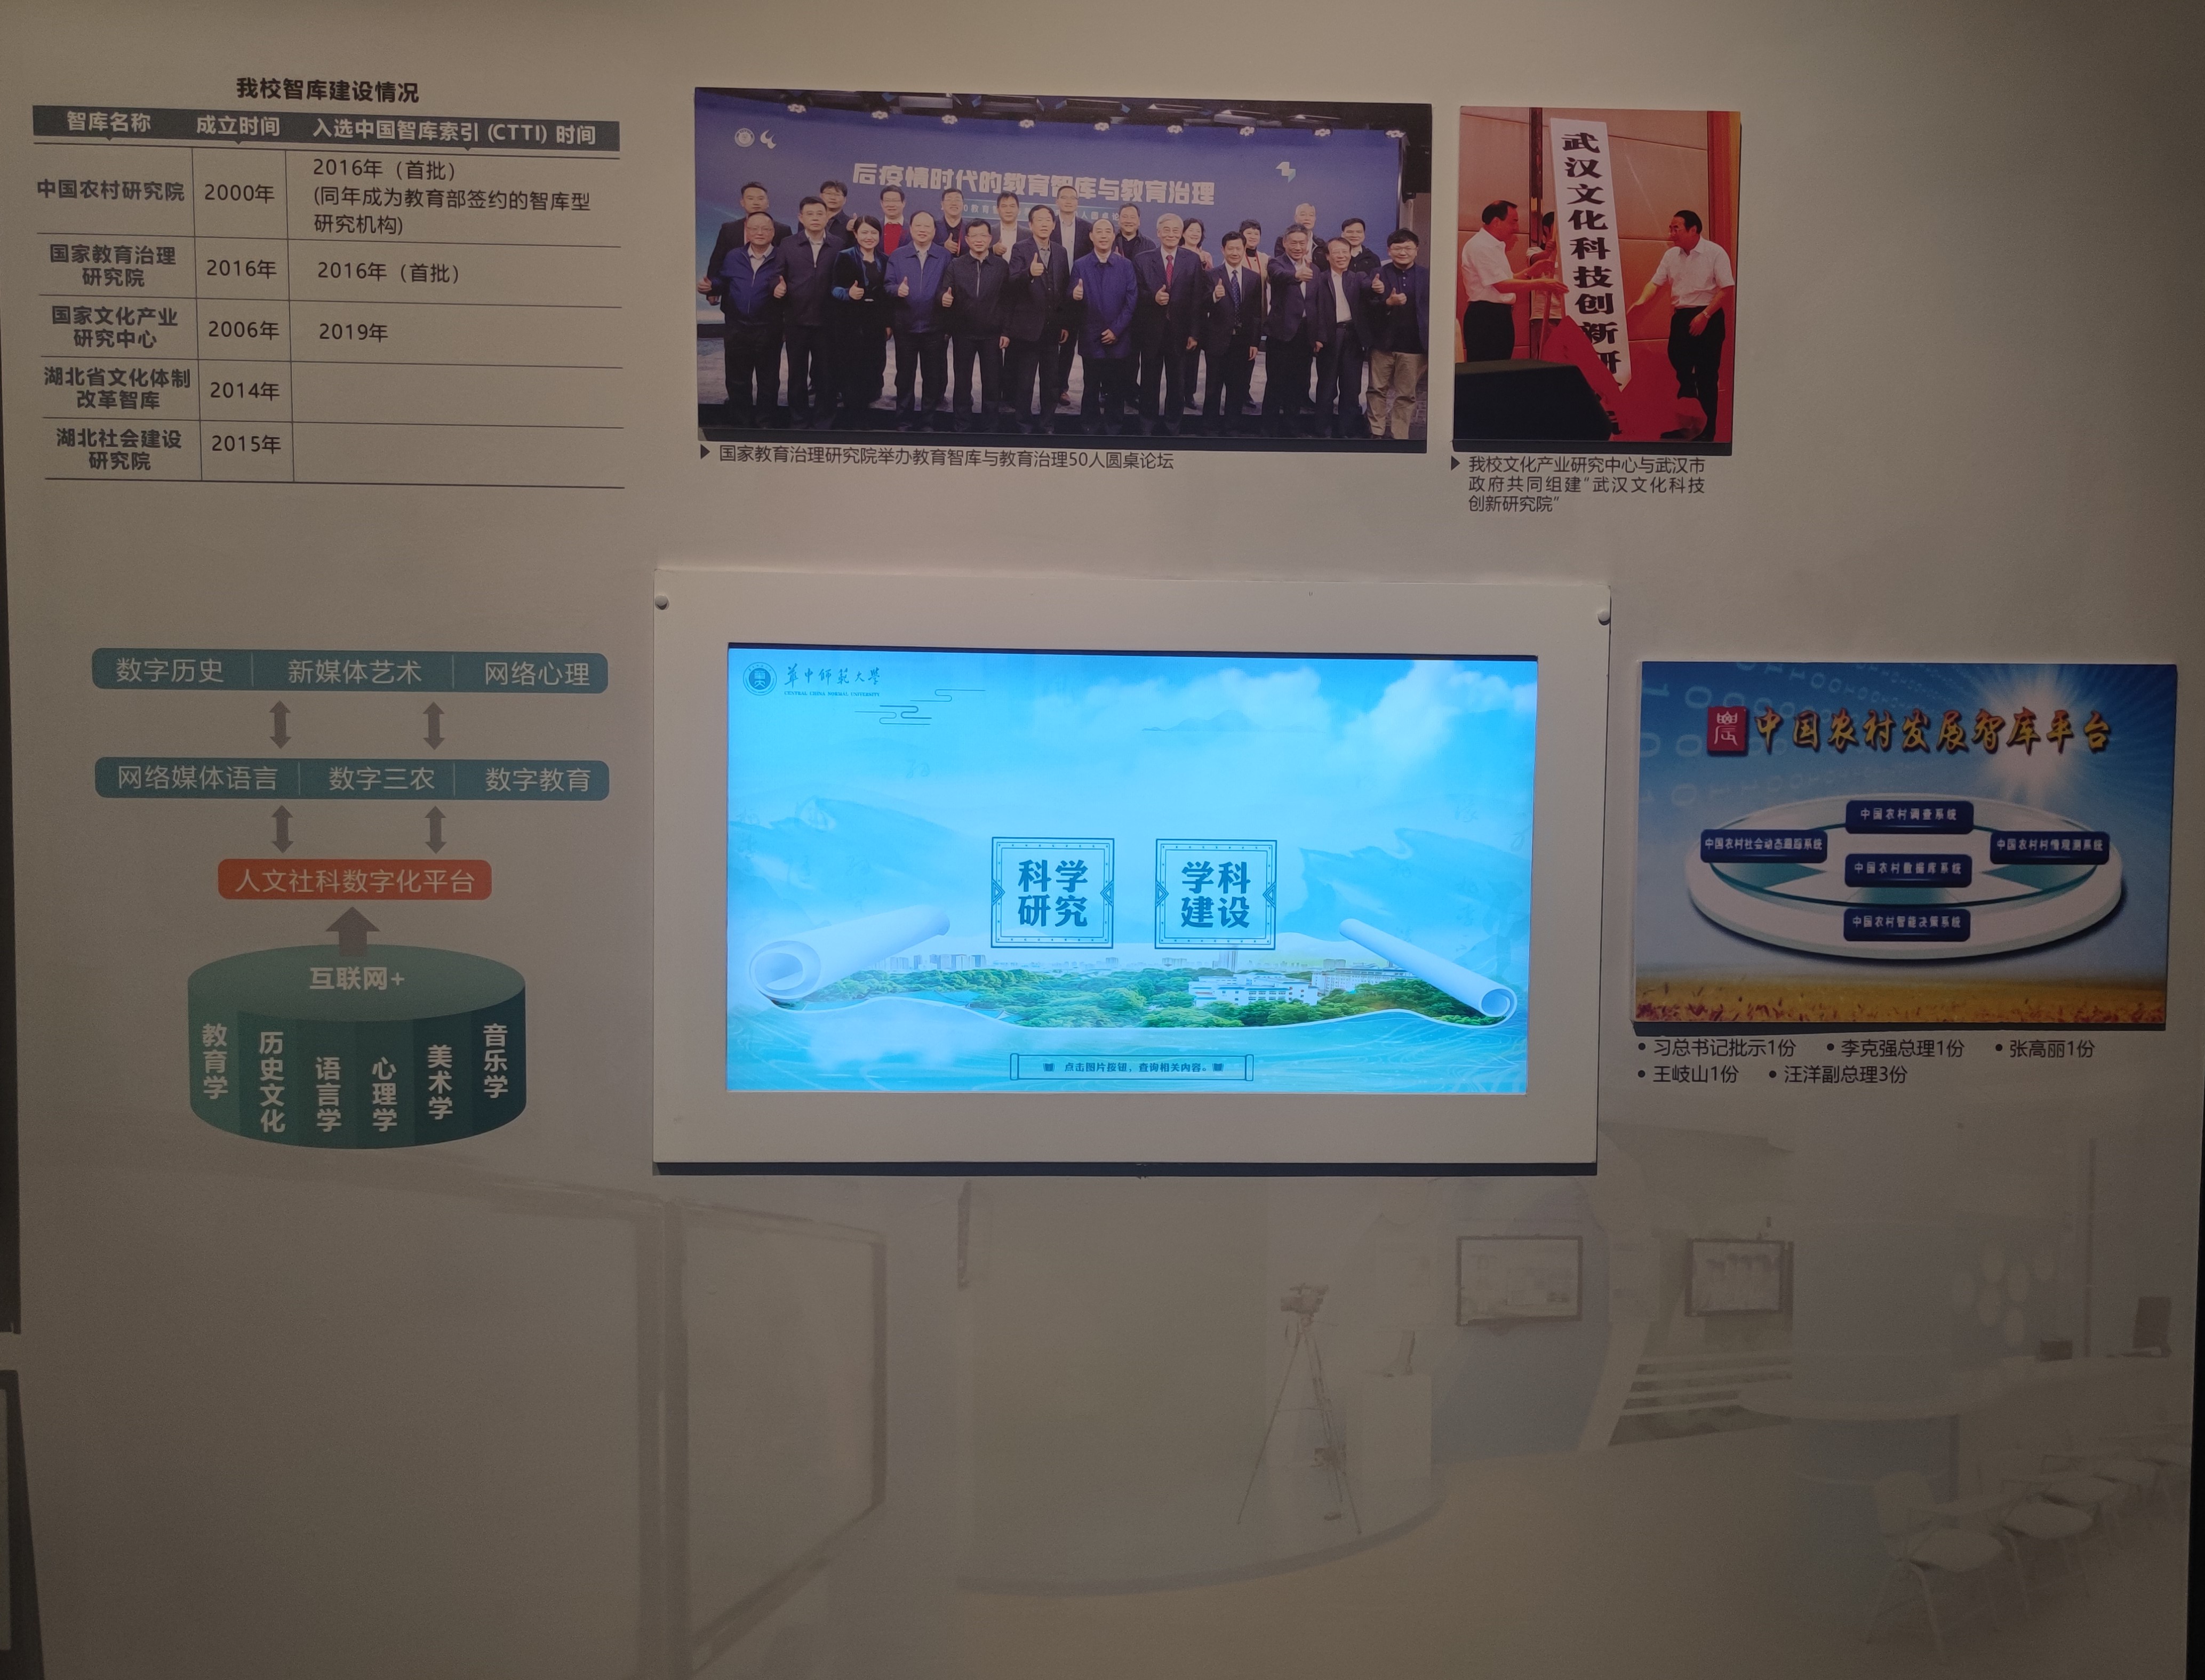 我校智库建设情况
智库名称 成立时间 入选中国智库索引 (CTTI) 时间
中国农村研究院 2000年 2016年（首批）
(同年成为教育部签约的智库型
研究机构)
国家教育治理
研究院 2016年 2016年（首批）
国家文化产业
研究中心 2006年 2019年
湖北省文化体制
改革智库 2014年
湖北社会建设
研究院 2015年
后疫情时代的教育智库与教育治理
国家教育治理研究院举办教育智库与教育治理50人圆桌论坛
武汉文化科技创新研
我校文化产业研究中心与武汉市
政府共同组建“武汉文化科技
创新研究院”
数字历史 新媒体艺术 网络心理
网络媒体语言 数字三农 数字教育
人文社科数字化平台
互联网+
教育学
历史文化
语言学
心理学
美术学
音乐学
華中師範大學
CENTRAL CHINA NORMAL UNIVERSITY
科学
研究
学科
建设
点击图片按钮，查询相关内容。
中国农村发展智库平台
中国农村调查系统
中国农村社会动态跟踪系统
中国农村村情观测系统
中国农村数据库系统
中国农村智能决策系统
• 习总书记批示1份 • 李克强总理1份 • 张高丽1份
• 王岐山1份 • 汪洋副总理3份